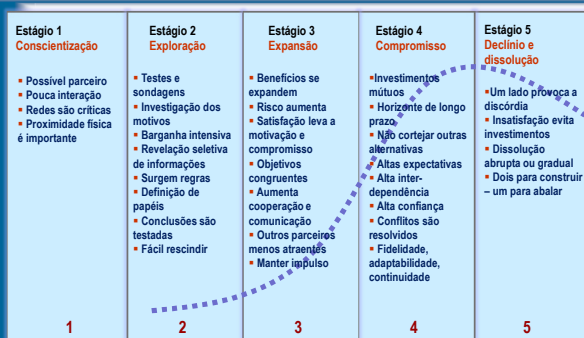 Estágio 1
Conscientização
▪ Possível parceiro
▪ Pouca interação
▪ Redes são críticas
▪ Proximidade física
é importante
1
Estágio 2
Exploração
▪ Testes e
sondagens
▪ Investigação dos
motivos
▪ Barganha intensiva
▪ Revelação seletiva
de informações
▪ Surgem regras
▪ Definição de
papéis
▪ Conclusões são
testadas
▪ Fácil rescindir
2
Estágio 3
Expansão
▪ Benefícios se
expandem
▪ Risco aumenta
▪ Satisfação leva a
motivação e
compromisso
▪ Objetivos
congruentes
▪ Aumenta
cooperação e
comunicação
▪ Outros parceiros
menos atraentes
▪ Manter impulso
3
Estágio 4
Compromisso
▪Investimentos
mútuos
▪ Horizonte de longo
prazo
▪ Não cortejar outras
alternativas
▪ Altas expectativas
▪ Alta inter-
dependência
▪ Alta confiança
▪ Conflitos são
resolvidos
▪ Fidelidade,
adaptabilidade,
continuidade
4
Estágio 5
Declínio e
dissolução
▪Um lado provoca a
discórdia
▪ Insatisfação evita
investimentos
▪ Dissolução
abrupta ou gradual
▪ Dois para construir
– um para abalar
5